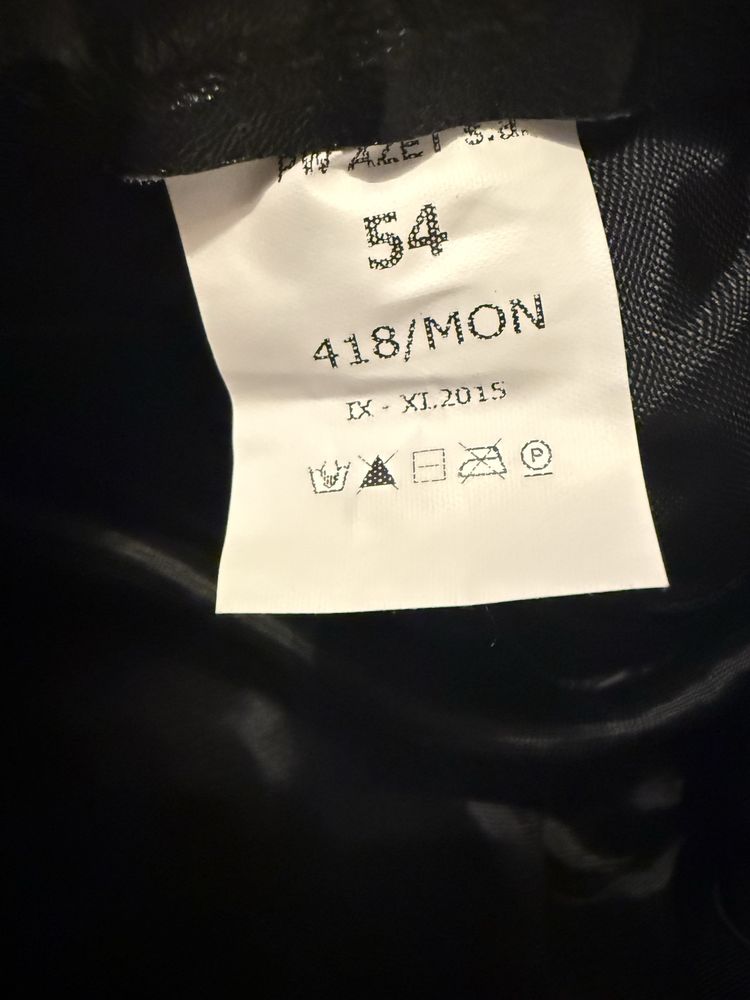 54
418/MON
IX - XI.2015
P